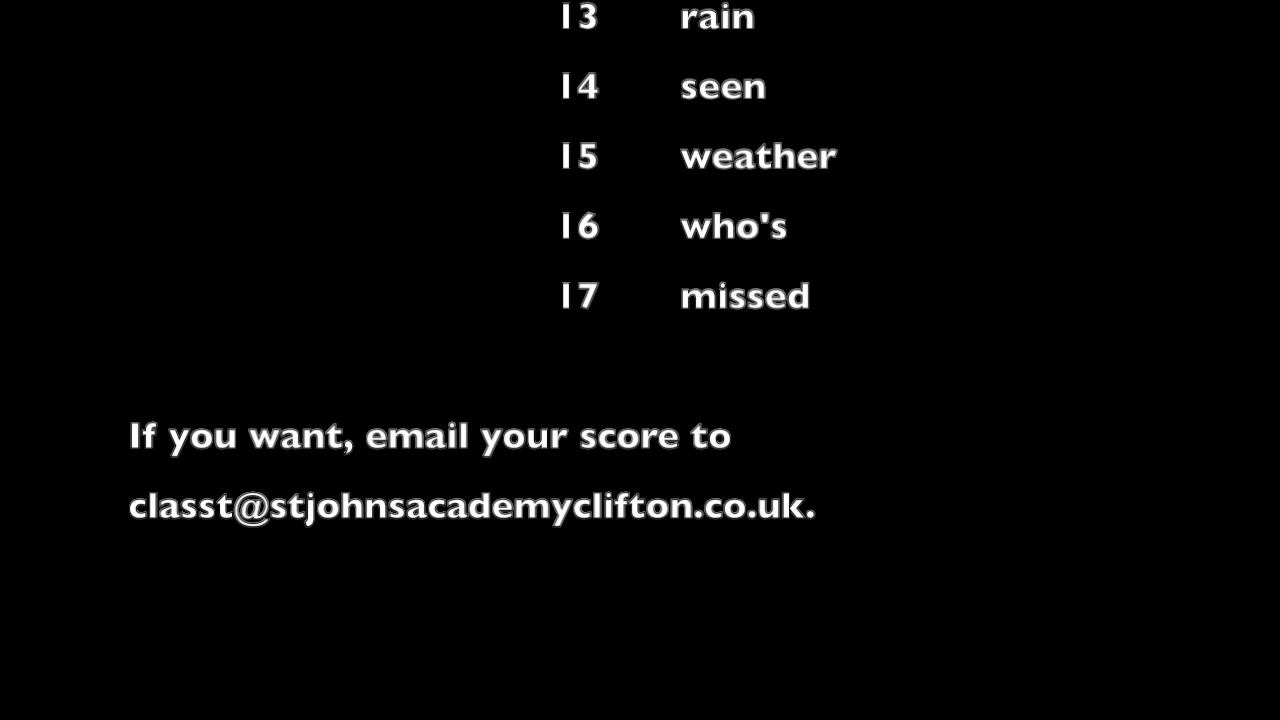 13 rain
14 seen
15 weather
16 who's
17 missed
If you want, email your score to
classt@stjohnsacademyclifton.co.uk.